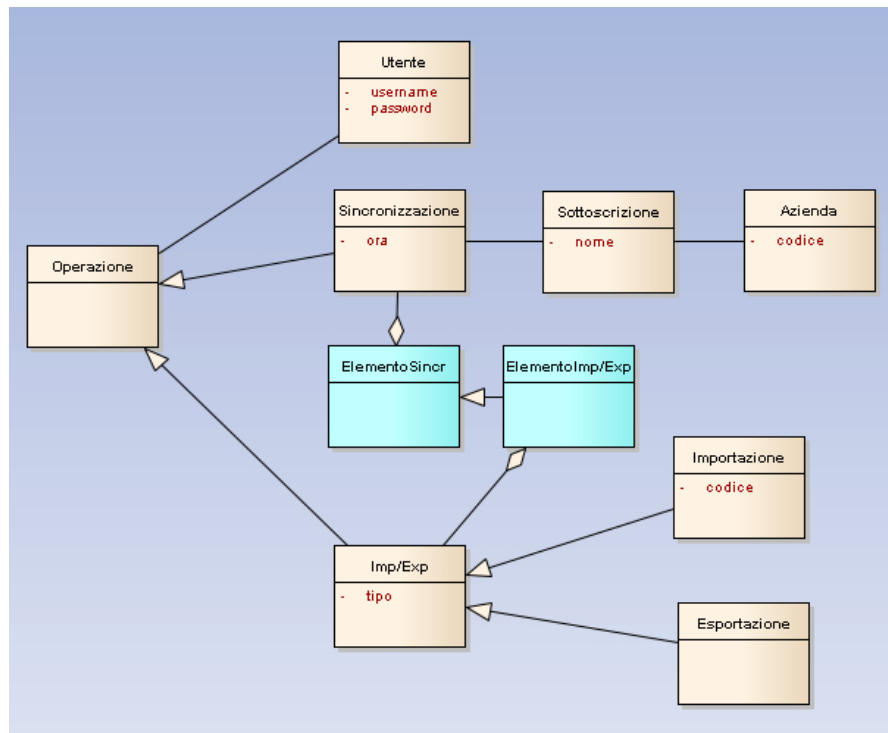 Utente
- username
- password
Sincronizzazione
- ora
Sottoscrizione
- nome
Azienda
- codice
Operazione
ElementoSincr
ElementoImp/Exp
Importazione
- codice
Imp/Exp
- tipo
Esportazione